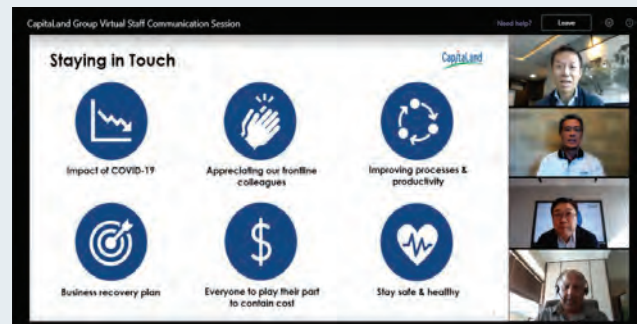 CapitaLand Group Virtual Staff Communication Session
Need help?
Leave
Staying in Touch
CapitaLand
Impact of COVID-19
Appreciating our frontline
colleagues
Improving processes &
productivity
Business recovery plan
Everyone to play their part
to contain cost
Stay safe & healthy